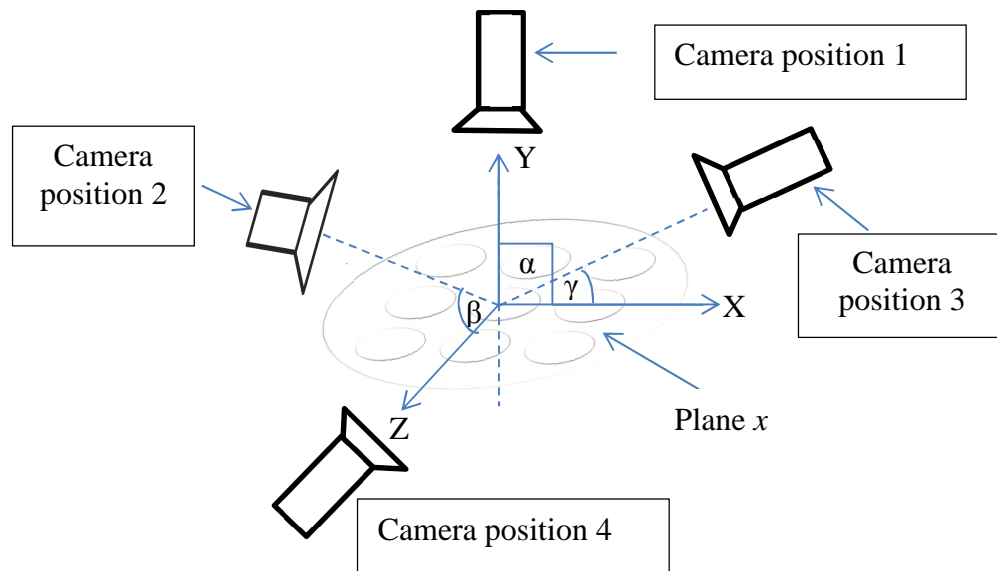 Camera position 1
Camera
position 2
Y
α
γ
X
β
Camera
position 3
Z
Plane x
Camera position 4